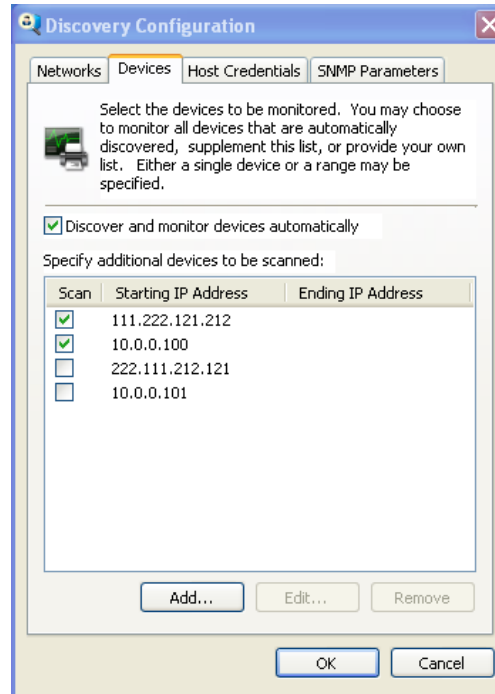 Discovery Configuration
Networks Devices Host Credentials SNMP Parameters
Select the devices to be monitored. You may choose
to monitor all devices that are automatically
discovered, supplement this list, or provide your own
list. Either a single device or a range may be
specified.
Discover and monitor devices automatically
Specify additional devices to be scanned:
Scan Starting IP Address Ending IP Address
111.222.121.212
10.0.0.100
222.111.212.121
10.0.0.101
Add... Edit... Remove
OK Cancel